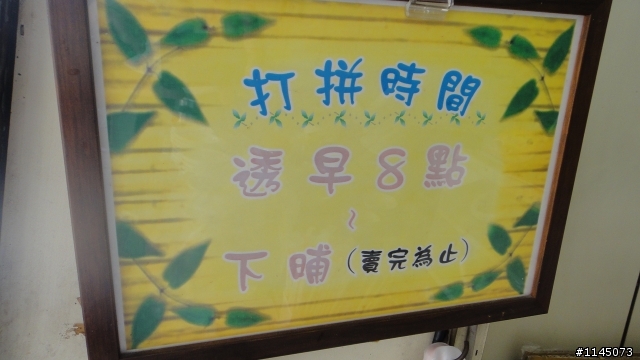 打拼時間
透早8點
~
下晡(賣完為止)
#1145073